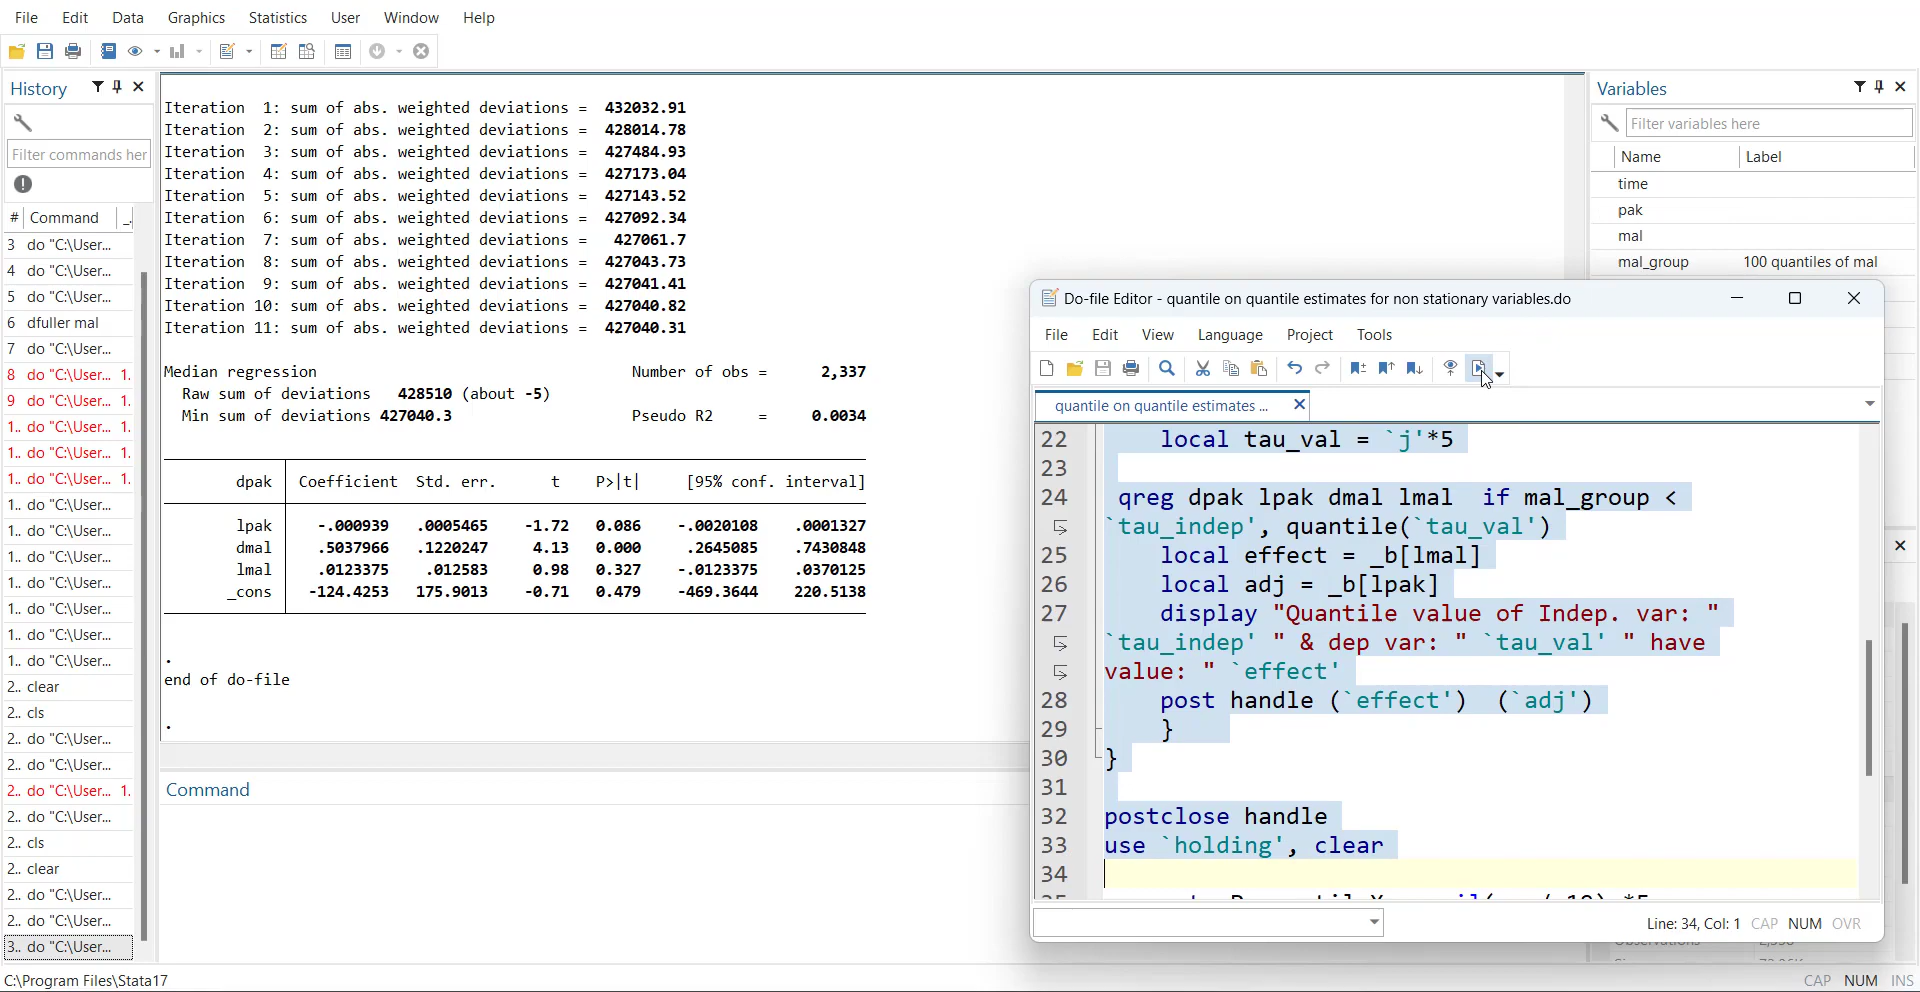 File Edit Data Graphics Statistics User Window Help
History
Filter commands her
# Command _.
3 do "C:\User...
4 do "C:\User...
5 do "C:\User...
6 dfuller mal
7 do "C:\User...
8 do "C:\User... 1.
9 do "C:\User... 1.
1.. do "C:\User... 1.
1.. do "C:\User... 1.
1.. do "C:\User... 1.
1.. do "C:\User...
1.. do "C:\User...
1.. do "C:\User...
1.. do "C:\User...
1.. do "C:\User...
1.. do "C:\User...
1.. do "C:\User...
2.. clear
2.. cls
2.. do "C:\User...
2.. do "C:\User...
2.. do "C:\User... 1.
2.. do "C:\User...
2.. cls
2.. clear
2.. do "C:\User...
2.. do "C:\User...
3.. do "C:\User...
Iteration 1: sum of abs. weighted deviations = 432032.91
Iteration 2: sum of abs. weighted deviations = 428014.78
Iteration 3: sum of abs. weighted deviations = 427484.93
Iteration 4: sum of abs. weighted deviations = 427173.04
Iteration 5: sum of abs. weighted deviations = 427143.52
Iteration 6: sum of abs. weighted deviations = 427092.34
Iteration 7: sum of abs. weighted deviations = 427061.7
Iteration 8: sum of abs. weighted deviations = 427043.73
Iteration 9: sum of abs. weighted deviations = 427041.41
Iteration 10: sum of abs. weighted deviations = 427040.82
Iteration 11: sum of abs. weighted deviations = 427040.31
Median regression Number of obs = 2,337
Raw sum of deviations 428510 (about -5)
Min sum of deviations 427040.3 Pseudo R2 = 0.0034
dpak Coefficient Std. err. t P>|t| [95% conf. interval]
lpak -.000939 .0005465 -1.72 0.086 -.0020108 .0001327
dmal .5037966 .1220247 4.13 0.000 .2645085 .7430848
lmal .0123375 .012583 0.98 0.327 -.0123375 .0370125
_cons -124.4253 175.9013 -0.71 0.479 -469.3644 220.5138
.
end of do-file
.
Command
Variables
Filter variables here
Name Label
time
pak
mal
mal_group 100 quantiles of mal
Do-file Editor - quantile on quantile estimates for non stationary variables.do
File Edit View Language Project Tools
quantile on quantile estimates ...
22 local tau_val = `j'*5
23
24 qreg dpak lpak dmal lmal if mal_group <
`tau_indep', quantile(`tau_val')
25 local effect = _b[lmal]
26 local adj = _b[lpak]
27 display "Quantile value of Indep. var: "
`tau_indep' " & dep var: " `tau_val' " have
value: " `effect'
28 post handle (`effect') (`adj')
29 }
30 }
31
32 postclose handle
33 use `holding', clear
34
Line: 34, Col: 1 CAP NUM OVR
C:\Program Files\Stata17
CAP NUM INS